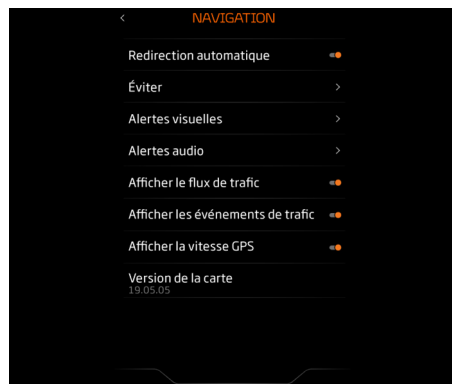 NAVIGATION
Redirection automatique
Éviter
Alertes visuelles
Alertes audio
Afficher le flux de trafic
Afficher les événements de trafic
Afficher la vitesse GPS
Version de la carte
19.05.05